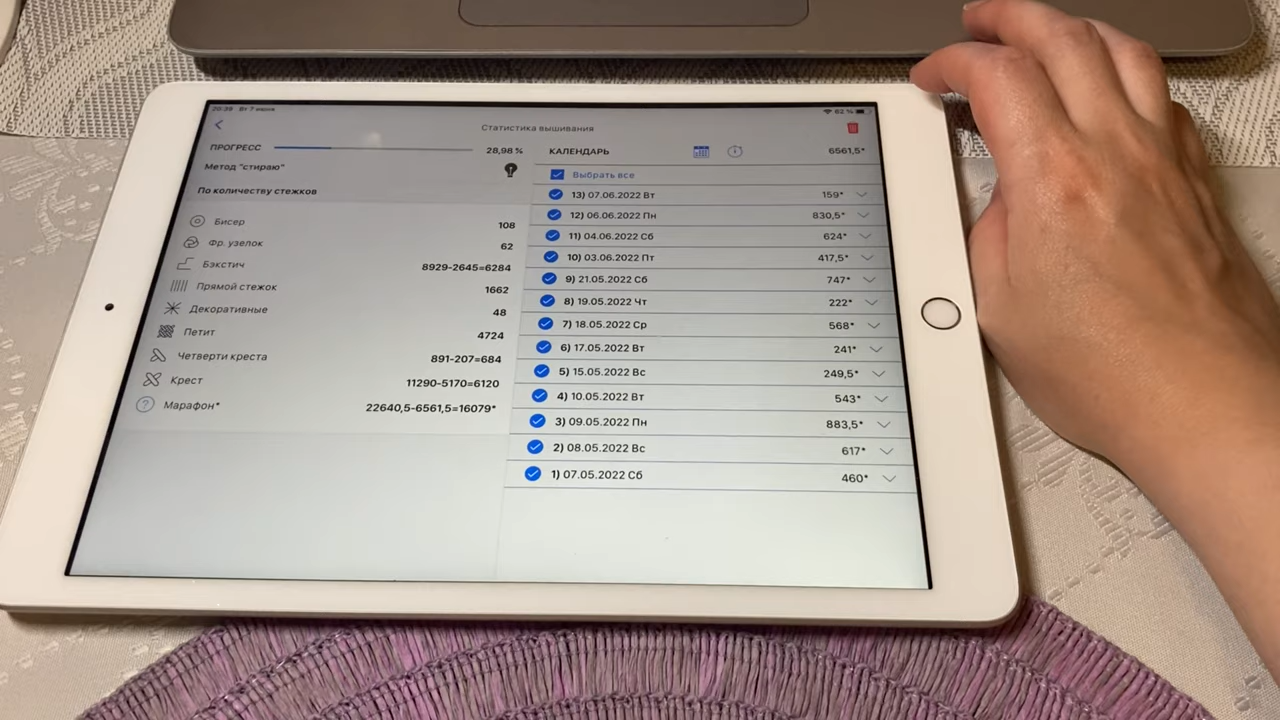 20:39 Вт 7 июня
62 %
Статистика вышивания
ПРОГРЕСС 28,98 %
Метод "стираю"
По количеству стежков
Бисер 108
Фр. узелок 62
Бэкстич 8929-2645=6284
Прямой стежок 1662
Декоративные 48
Петит 4724
Четверти креста 891-207=684
Крест 11290-5170=6120
? Марафон* 22640,5-6561,5=16079*
КАЛЕНДАРЬ 6561,5*
Выбрать все
13) 07.06.2022 Вт 159*
12) 06.06.2022 Пн 830,5*
11) 04.06.2022 Сб 624*
10) 03.06.2022 Пт 417,5*
9) 21.05.2022 Сб 747*
8) 19.05.2022 Чт 222*
7) 18.05.2022 Ср 568*
6) 17.05.2022 Вт 241*
5) 15.05.2022 Вс 249,5*
4) 10.05.2022 Вт 543*
3) 09.05.2022 Пн 883,5*
2) 08.05.2022 Вс 617*
1) 07.05.2022 Сб 460*